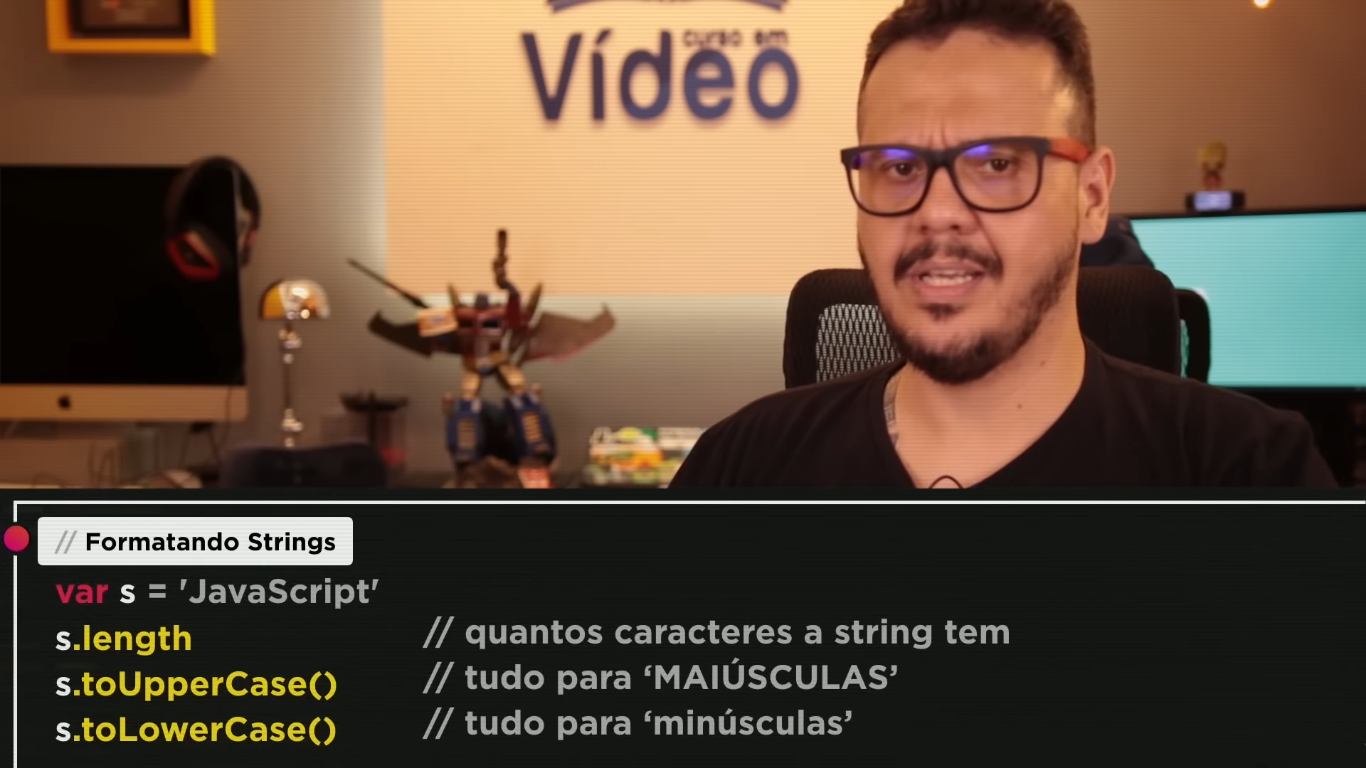 curso em
Vídeo
// Formatando Strings
var s = 'JavaScript'
s.length // quantos caracteres a string tem
s.toUpperCase() // tudo para ‘MAIÚSCULAS’
s.toLowerCase() // tudo para ‘minúsculas’